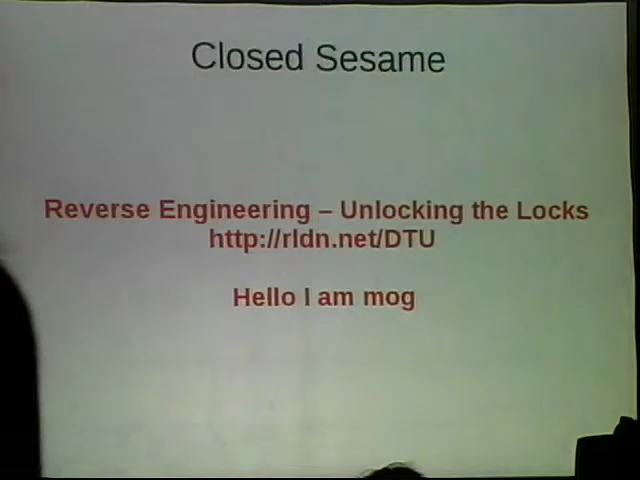 Closed Sesame
Reverse Engineering – Unlocking the Locks
http://rldn.net/DTU
Hello I am mog